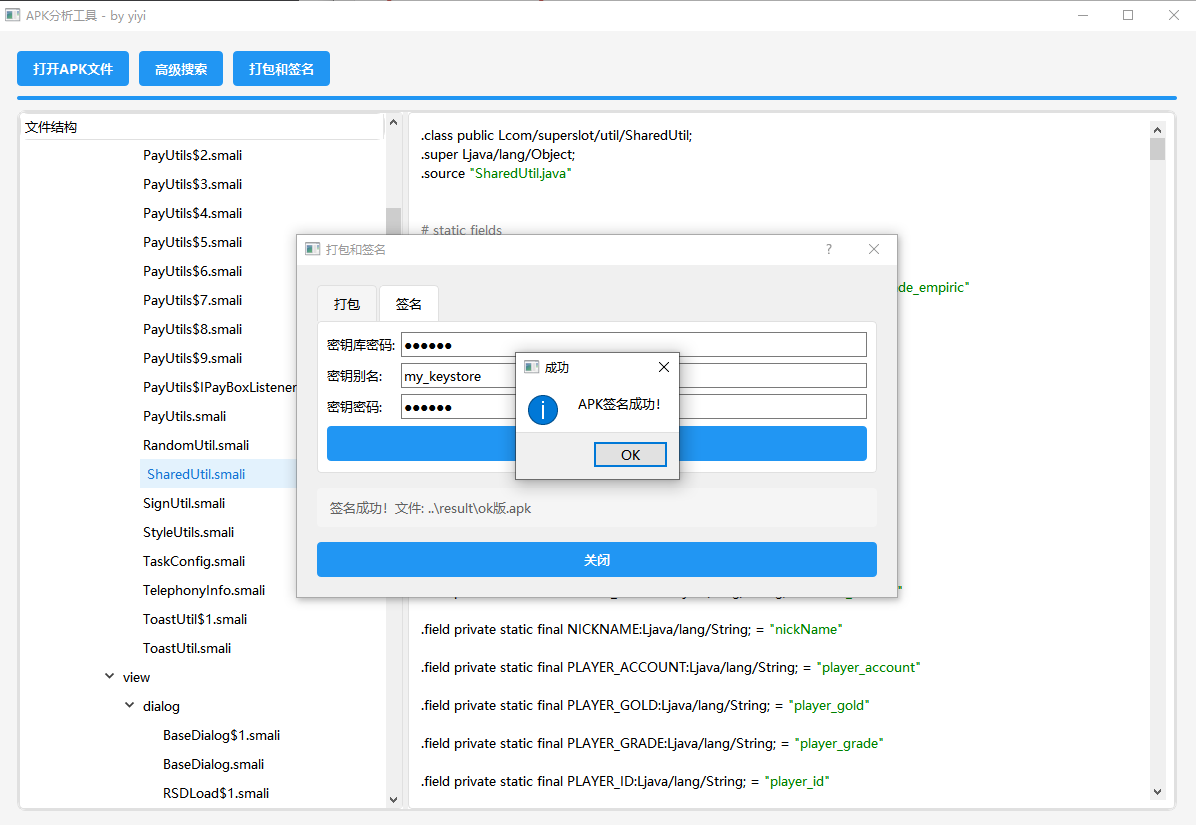 APK分析工具 - by yiyi
打开APK文件
高级搜索
打包和签名
文件结构
PayUtils$2.smali
PayUtils$3.smali
PayUtils$4.smali
PayUtils$5.smali
PayUtils$6.smali
PayUtils$7.smali
PayUtils$8.smali
PayUtils$9.smali
PayUtils$IPayBoxListener
PayUtils.smali
RandomUtil.smali
SharedUtil.smali
SignUtil.smali
StyleUtils.smali
TaskConfig.smali
TelephonyInfo.smali
ToastUtil$1.smali
ToastUtil.smali
view
dialog
BaseDialog$1.smali
BaseDialog.smali
RSDLoad$1.smali
.class public Lcom/superslot/util/SharedUtil;
.super Ljava/lang/Object;
.source "SharedUtil.java"
# static fields
de_empiric"
打包和签名
?
打包
签名
密钥库密码: ●●●●●●
密钥别名: my_keystore
密钥密码: ●●●●●●
成功
APK签名成功!
OK
签名成功! 文件: ..\result\ok版.apk
关闭
.field private static final NICKNAME:Ljava/lang/String; = "nickName"
.field private static final PLAYER_ACCOUNT:Ljava/lang/String; = "player_account"
.field private static final PLAYER_GOLD:Ljava/lang/String; = "player_gold"
.field private static final PLAYER_GRADE:Ljava/lang/String; = "player_grade"
.field private static final PLAYER_ID:Ljava/lang/String; = "player_id"